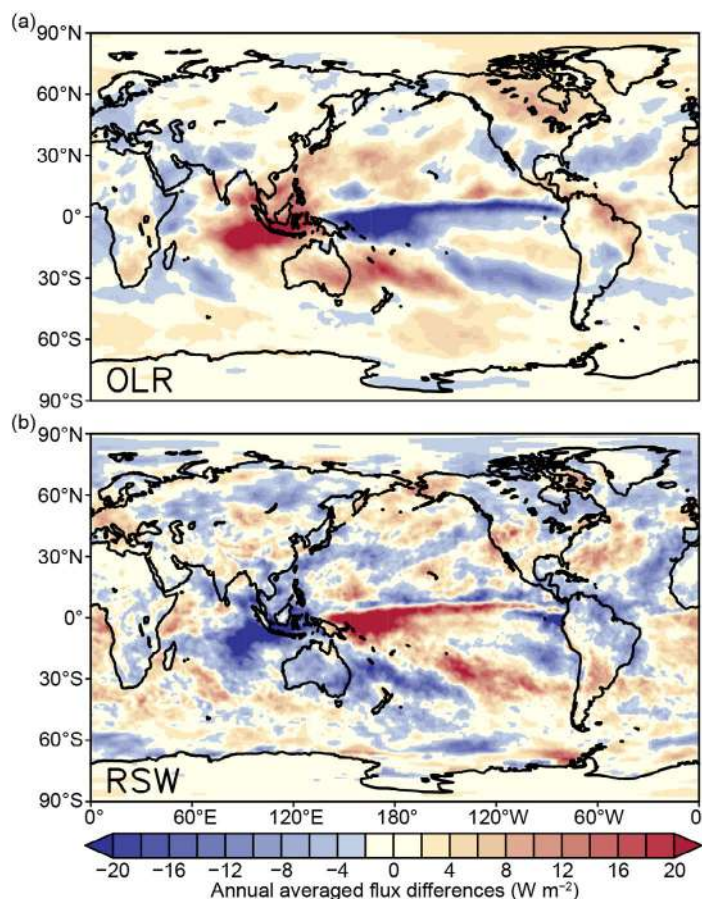 (a)
90°N
60°N
30°N
0°
30°S
60°S
90°S
OLR
(b)
90°N
60°N
30°N
0°
30°S
60°S
90°S
RSW
0° 60°E 120°E 180° 120°W 60°W 0
−20 −16 −12 −8 −4 0 4 8 12 16 20
Annual averaged flux differences (W m⁻²)